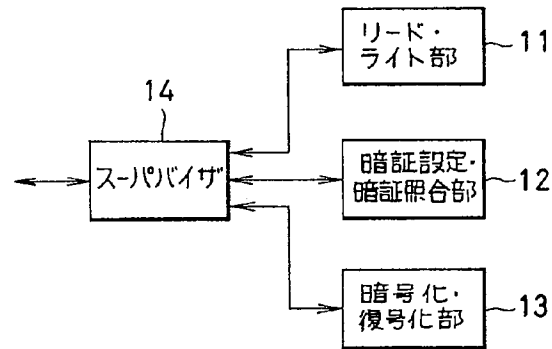 リード・
ライト部
11
14
スーパバイザ
暗証設定・
暗証照合部
12
暗号化・
復号化部
13